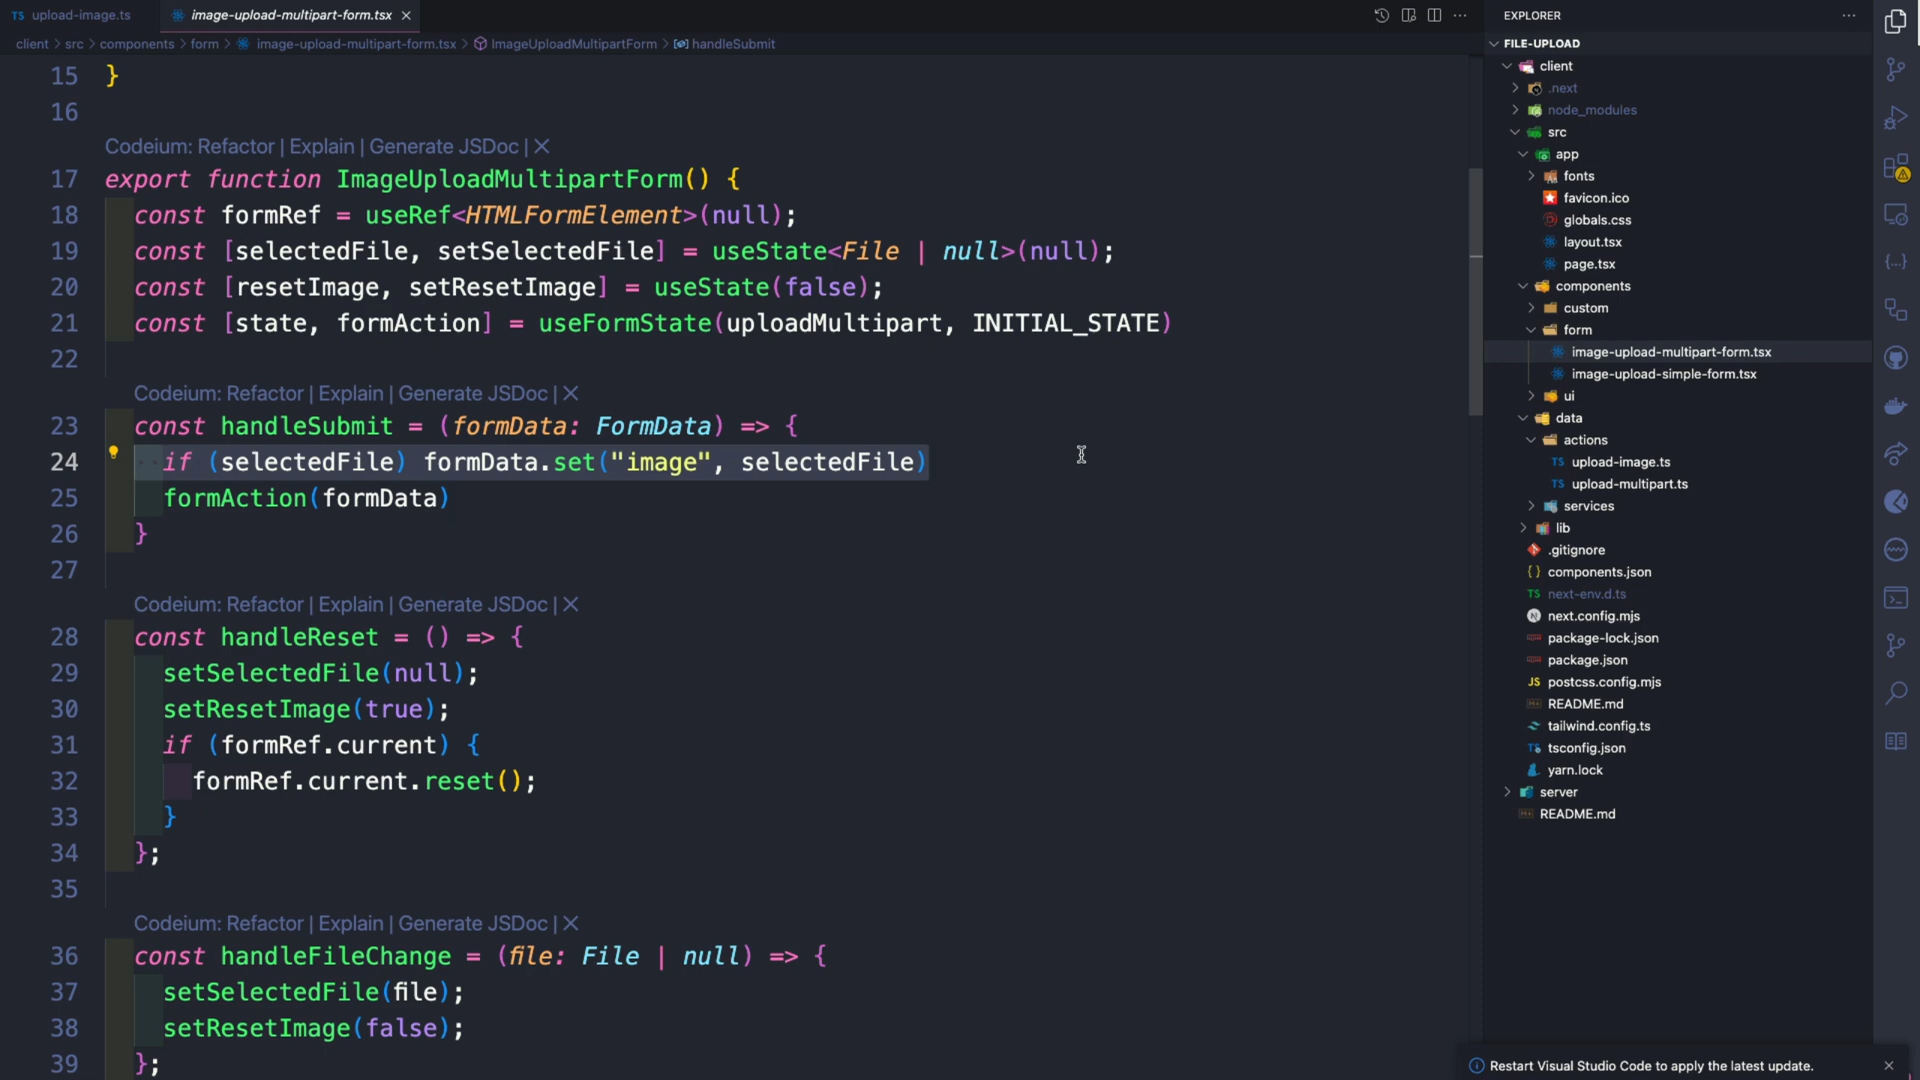 upload-image.ts
image-upload-multipart-form.tsx
client > src > components > form > image-upload-multipart-form.tsx > ImageUploadMultipartForm > handleSubmit
15 }
16
Codeium: Refactor | Explain | Generate JSDoc | X
17 export function ImageUploadMultipartForm() {
18 const formRef = useRef<HTMLFormElement>(null);
19 const [selectedFile, setSelectedFile] = useState<File | null>(null);
20 const [resetImage, setResetImage] = useState(false);
21 const [state, formAction] = useFormState(uploadMultipart, INITIAL_STATE)
22
Codeium: Refactor | Explain | Generate JSDoc | X
23 const handleSubmit = (formData: FormData) => {
24 if (selectedFile) formData.set("image", selectedFile)
25 formAction(formData)
26 }
27
Codeium: Refactor | Explain | Generate JSDoc | X
28 const handleReset = () => {
29 setSelectedFile(null);
30 setResetImage(true);
31 if (formRef.current) {
32 formRef.current.reset();
33 }
34 };
35
Codeium: Refactor | Explain | Generate JSDoc | X
36 const handleFileChange = (file: File | null) => {
37 setSelectedFile(file);
38 setResetImage(false);
39 };
EXPLORER
FILE-UPLOAD
client
.next
node_modules
src
app
fonts
favicon.ico
globals.css
layout.tsx
page.tsx
components
custom
form
image-upload-multipart-form.tsx
image-upload-simple-form.tsx
ui
data
actions
TS upload-image.ts
TS upload-multipart.ts
services
lib
.gitignore
components.json
TS next-env.d.ts
next.config.mjs
package-lock.json
package.json
JS postcss.config.mjs
README.md
tailwind.config.ts
tsconfig.json
yarn.lock
server
README.md
Restart Visual Studio Code to apply the latest update.